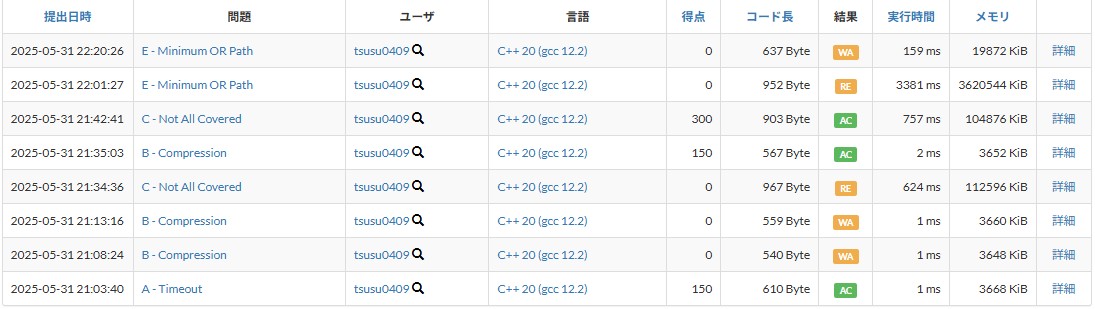 提出日時 問題 ユーザ 言語 得点 コード長 結果 実行時間 メモリ
2025-05-31 22:20:26 E - Minimum OR Path tsusu0409 C++ 20 (gcc 12.2) 0 637 Byte WA 159 ms 19872 KiB 詳細
2025-05-31 22:01:27 E - Minimum OR Path tsusu0409 C++ 20 (gcc 12.2) 0 952 Byte RE 3381 ms 3620544 KiB 詳細
2025-05-31 21:42:41 C - Not All Covered tsusu0409 C++ 20 (gcc 12.2) 300 903 Byte AC 757 ms 104876 KiB 詳細
2025-05-31 21:35:03 B - Compression tsusu0409 C++ 20 (gcc 12.2) 150 567 Byte AC 2 ms 3652 KiB 詳細
2025-05-31 21:34:36 C - Not All Covered tsusu0409 C++ 20 (gcc 12.2) 0 967 Byte RE 624 ms 112596 KiB 詳細
2025-05-31 21:13:16 B - Compression tsusu0409 C++ 20 (gcc 12.2) 0 559 Byte WA 1 ms 3660 KiB 詳細
2025-05-31 21:08:24 B - Compression tsusu0409 C++ 20 (gcc 12.2) 0 540 Byte WA 1 ms 3648 KiB 詳細
2025-05-31 21:03:40 A - Timeout tsusu0409 C++ 20 (gcc 12.2) 150 610 Byte AC 1 ms 3668 KiB 詳細